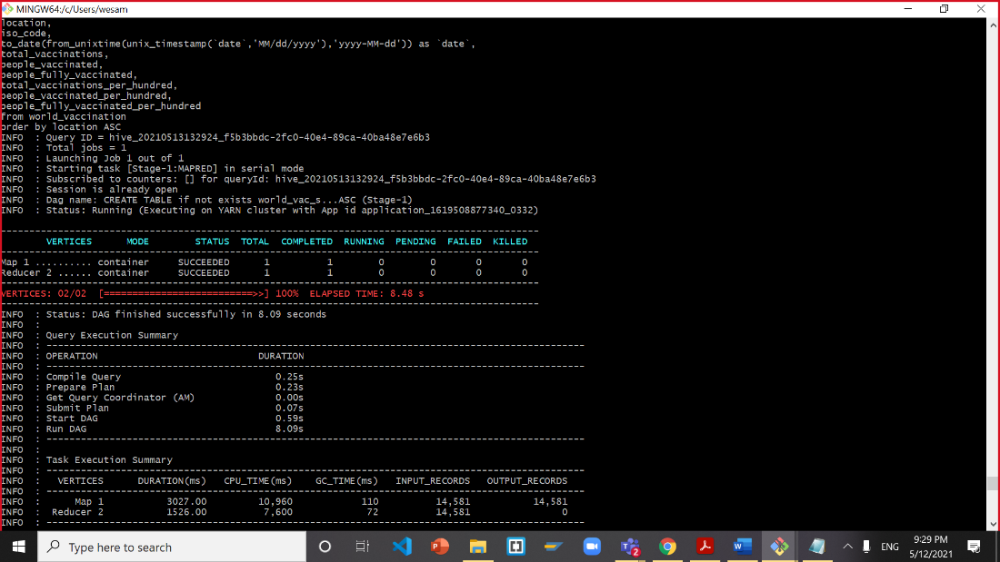 MINGW64:/c/Users/wesam
location,
iso_code,
to_date(from_unixtime(unix_timestamp(`date`,'MM/dd/yyyy'),'yyyy-MM-dd')) as `date`,
total_vaccinations,
people_vaccinated,
people_fully_vaccinated,
total_vaccinations_per_hundred,
people_vaccinated_per_hundred,
people_fully_vaccinated_per_hundred
from world_vaccination
order by location ASC
INFO  : Query ID = hive_20210513132924_f5b3bbdc-2fc0-40e4-89ca-40ba48e7e6b3
INFO  : Total jobs = 1
INFO  : Launching Job 1 out of 1
INFO  : Starting task [Stage-1:MAPRED] in serial mode
INFO  : Subscribed to counters: [] for queryId: hive_20210513132924_f5b3bbdc-2fc0-40e4-89ca-40ba48e7e6b3
INFO  : Session is already open
INFO  : Dag name: CREATE TABLE if not exists world_vac_s...ASC (Stage-1)
INFO  : Status: Running (Executing on YARN cluster with App id application_1619508877340_0332)
----------------------------------------------------------------------------------------------
VERTICES MODE STATUS TOTAL COMPLETED RUNNING PENDING FAILED KILLED
----------------------------------------------------------------------------------------------
Map 1 .......... container SUCCEEDED 1 1 0 0 0 0
Reducer 2 ...... container SUCCEEDED 1 1 0 0 0 0
----------------------------------------------------------------------------------------------
VERTICES: 02/02 [==========================>>] 100% ELAPSED TIME: 8.48 s
----------------------------------------------------------------------------------------------
INFO  : Status: DAG finished successfully in 8.09 seconds
INFO  :
INFO  : Query Execution Summary
INFO  : ----------------------------------------------------------------------------------------------
INFO  : OPERATION DURATION
INFO  : ----------------------------------------------------------------------------------------------
INFO  : Compile Query 0.25s
INFO  : Prepare Plan 0.23s
INFO  : Get Query Coordinator (AM) 0.00s
INFO  : Submit Plan 0.07s
INFO  : Start DAG 0.59s
INFO  : Run DAG 8.09s
INFO  : ----------------------------------------------------------------------------------------------
INFO  :
INFO  : Task Execution Summary
INFO  : ----------------------------------------------------------------------------------------------
INFO  : VERTICES DURATION(ms) CPU_TIME(ms) GC_TIME(ms) INPUT_RECORDS OUTPUT_RECORDS
INFO  : ----------------------------------------------------------------------------------------------
INFO  : Map 1 3027.00 10,960 110 14,581 14,581
INFO  : Reducer 2 1526.00 7,600 72 14,581 0
INFO  : ----------------------------------------------------------------------------------------------
Type here to search
2
ENG
9:29 PM
5/12/2021